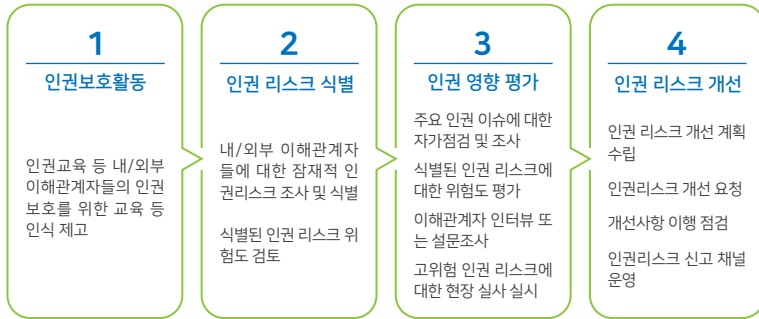 1
인권보호활동
인권교육 등 내/외부
이해관계자들의 인권
보호를 위한 교육 등
인식 제고
2
인권 리스크 식별
내/외부 이해관계자
들에 대한 잠재적 인
권리스크 조사 및 식별
식별된 인권 리스크 위
험도 검토
3
인권 영향 평가
주요 인권 이슈에 대한
자가점검 및 조사
식별된 인권 리스크에
대한 위험도 평가
이해관계자 인터뷰 또
는 설문조사
고위험 인권 리스크에
대한 현장 실사 실시
4
인권 리스크 개선
인권 리스크 개선 계획
수립
인권리스크 개선 요청
개선사항 이행 점검
인권리스크 신고 채널
운영